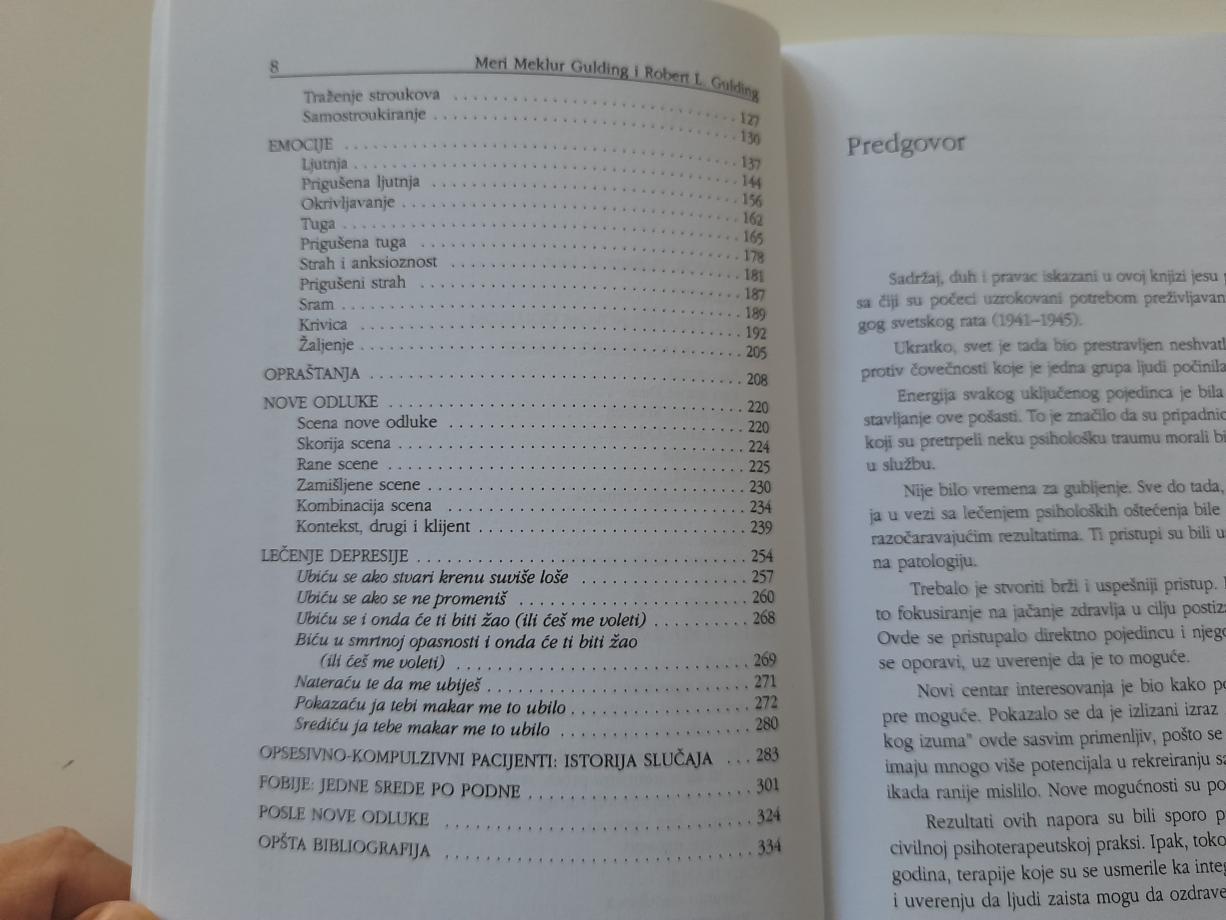 8 Meri Meklur Gulding i Robert L. Gulding
Traženje stroukova 127
Samostroukiranje 130
EMOCIJE 137
Ljutnja 144
Prigušena ljutnja 156
Okrivljavanje 162
Tuga 165
Prigušena tuga 178
Strah i anksioznost 181
Prigušeni strah 187
Sram 189
Krivica 192
Žaljenje 205
OPRAŠTANJA 208
NOVE ODLUKE 220
Scena nove odluke 220
Skorija scena 224
Rane scene 225
Zamišljene scene 230
Kombinacija scena 234
Kontekst, drugi i klijent 239
LEČENJE DEPRESIJE 254
Ubiću se ako stvari krenu suviše loše 257
Ubiću se ako se ne promeniš 260
Ubiću se i onda će ti biti žao (ili ćeš me voleti) 268
Biću u smrtnoj opasnosti i onda će ti biti žao
(ili ćeš me voleti) 269
Nateraću te da me ubiješ 271
Pokazaću ja tebi makar me to ubilo 272
Srediću ja tebe makar me to ubilo 280
OPSESIVNO-KOMPULZIVNI PACIJENTI: ISTORIJA SLUČAJA 283
FOBIJE: JEDNE SREDE PO PODNE 301
POSLE NOVE ODLUKE 324
OPŠTA BIBLIOGRAFIJA 334
Predgovor
Sadržaj, duh i pravac iskazani u ovoj knjizi jesu
sa čiji su počeci uzrokovani potrebom preživljavan
gog svetskog rata (1941–1945).
Ukratko, svet je tada bio prestravljen neshvatl
protiv čovečnosti koje je jedna grupa ljudi počinila
Energija svakog uključenog pojedinca je bila
stavljanje ove pošasti. To je značilo da su pripadnic
koji su pretrpeli neku psihološku traumu morali bi
u službu.
Nije bilo vremena za gubljenje. Sve do tada,
ja u vezi sa lečenjem psiholoških oštećenja bile
razočaravajućim rezultatima. Ti pristupi su bili u
na patologiju.
Trebalo je stvoriti brži i uspešniji pristup.
to fokusiranje na jačanje zdravlja u cilju postiz
Ovde se pristupalo direktno pojedincu i njego
se oporavi, uz uverenje da je to moguće.
Novi centar interesovanja je bio kako po
pre moguće. Pokazalo se da je izlizani izraz
kog izuma" ovde sasvim primenljiv, pošto se
imaju mnogo više potencijala u rekreiranju sa
ikada ranije mislilo. Nove mogućnosti su po
Rezultati ovih napora su bili sporo p
civilnoj psihoterapeutskoj praksi. Ipak, toko
godina, terapije koje su se usmerile ka integ
i uverenju da ljudi zaista mogu da ozdrave